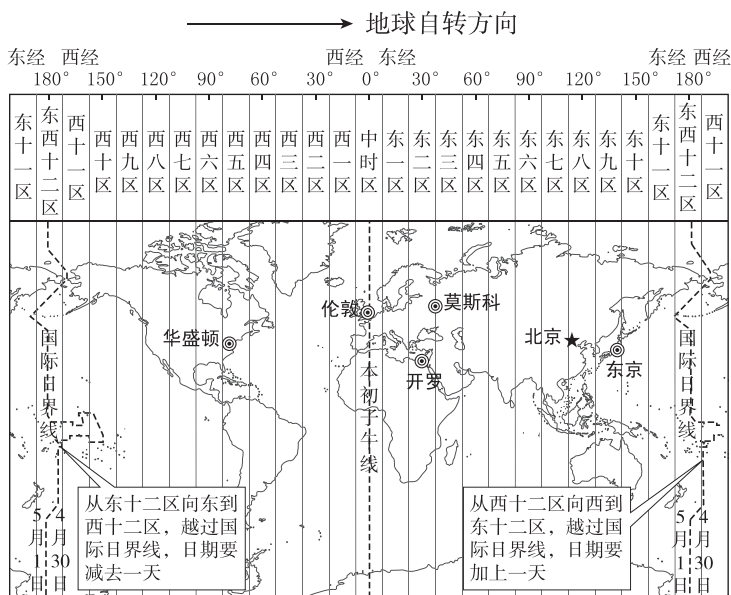 地球自转方向
东经 西经 西经 东经 东经 西经
180° 150° 120° 90° 60° 30° 0° 30° 60° 90° 120° 150° 180°
东十一区 东西十二区 西十一区 西十区 西九区 西八区 西七区 西六区 西五区 西四区 西三区 西二区 西一区 中时区 东一区 东二区 东三区 东四区 东五区 东六区 东七区 东八区 东九区 东十区 东十一区 东西十二区 西十一区
伦敦
莫斯科
华盛顿
北京
东京
开罗
国际日界线
本初子午线
国际日界线
从东十二区向东到
西十二区，越过国
际日界线，日期要
减去一天
从西十二区向西到
东十二区，越过国
际日界线，日期要
加上一天
5月1日
4月30日
5月1日
4月30日